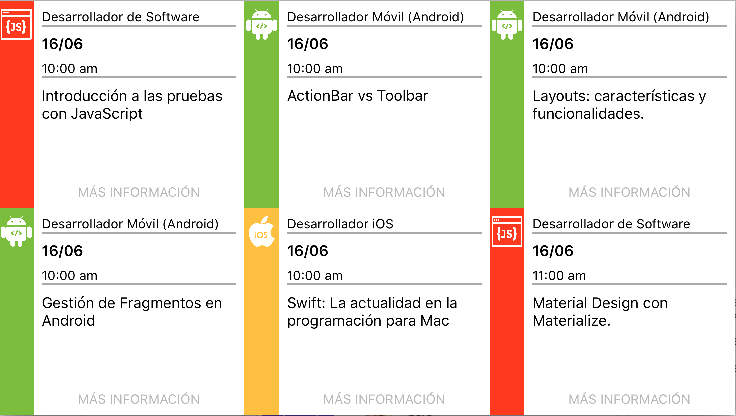 {JS}
Desarrollador de Software
16/06
10:00 am
Introducción a las pruebas
con JavaScript
MÁS INFORMACIÓN
</>
Desarrollador Móvil (Android)
16/06
10:00 am
ActionBar vs Toolbar
MÁS INFORMACIÓN
</>
Desarrollador Móvil (Android)
16/06
10:00 am
Layouts: características y
funcionalidades.
MÁS INFORMACIÓN
</>
Desarrollador Móvil (Android)
16/06
10:00 am
Gestión de Fragmentos en
Android
MÁS INFORMACIÓN
iOS
Desarrollador iOS
16/06
10:00 am
Swift: La actualidad en la
programación para Mac
MÁS INFORMACIÓN
{JS}
Desarrollador de Software
16/06
11:00 am
Material Design con
Materialize.
MÁS INFORMACIÓN